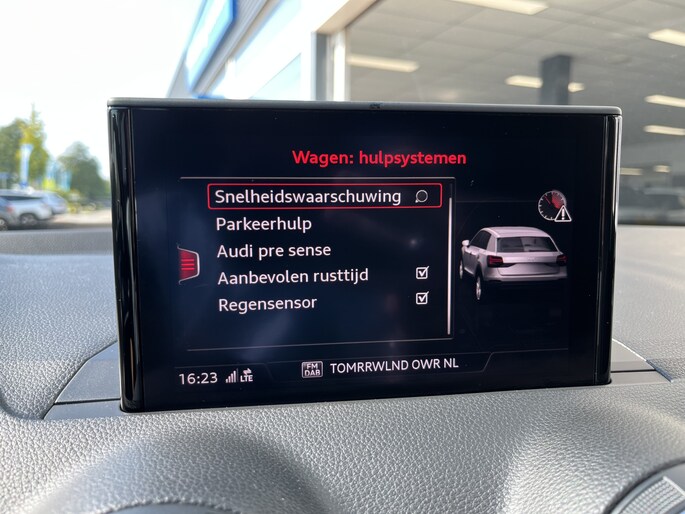 Wagen: hulpsystemen
Snelheidswaarschuwing
Parkeerhulp
Audi pre sense
Aanbevolen rusttijd
Regensensor
16:23 LTE FM DAB TOMRRWLND OWR NL